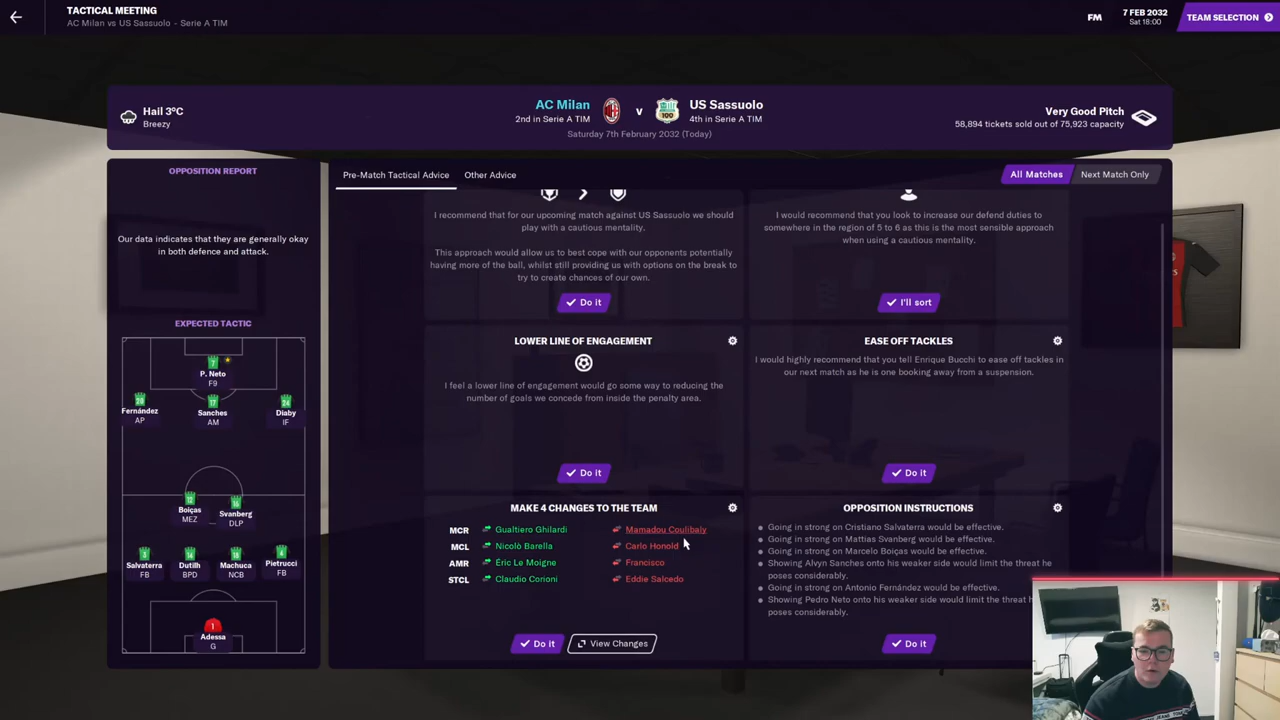 TACTICAL MEETING
AC Milan vs US Sassuolo - Serie A TIM
FM
7 FEB 2032
Sat 18:00
TEAM SELECTION
Hail 3°C
Breezy
AC Milan
2nd in Serie A TIM
v
US Sassuolo
4th in Serie A TIM
Saturday 7th February 2032 (Today)
Very Good Pitch
58,894 tickets sold out of 75,923 capacity
OPPOSITION REPORT
Our data indicates that they are generally okay
in both defence and attack.
EXPECTED TACTIC
7
P. Neto
F9
Fernández
AP
17
Sanches
AM
24
Diaby
IF
12
Boiças
MEZ
Svanberg
DLP
3
Salvaterra
FB
14
Dutilh
BPD
18
Machuca
NCB
Pietrucci
FB
1
Adessa
G
Pre-Match Tactical Advice
Other Advice
All Matches
Next Match Only
I recommend that for our upcoming match against US Sassuolo we should
play with a cautious mentality.
This approach would allow us to best cope with our opponents potentially
having more of the ball, whilst still providing us with options on the break to
try to create chances of our own.
Do it
I would recommend that you look to increase our defend duties to
somewhere in the region of 5 to 6 as this is the most sensible approach
when using a cautious mentality.
I'll sort
LOWER LINE OF ENGAGEMENT
I feel a lower line of engagement would go some way to reducing the
number of goals we concede from inside the penalty area.
Do it
EASE OFF TACKLES
I would highly recommend that you tell Enrique Bucchi to ease off tackles in
our next match as he is one booking away from a suspension.
Do it
MAKE 4 CHANGES TO THE TEAM
MCR Gualtiero Ghilardi Mamadou Coulibaly
MCL Nicolò Barella Carlo Honold
AMR Éric Le Moigne Francisco
STCL Claudio Corioni Eddie Salcedo
Do it
View Changes
OPPOSITION INSTRUCTIONS
Going in strong on Cristiano Salvaterra would be effective.
Going in strong on Mattias Svanberg would be effective.
Going in strong on Marcelo Boiças would be effective.
Showing Alvyn Sanches onto his weaker side would limit the threat he
poses considerably.
Going in strong on Antonio Fernández would be effective.
Showing Pedro Neto onto his weaker side would limit the threat h
poses considerably.
Do it